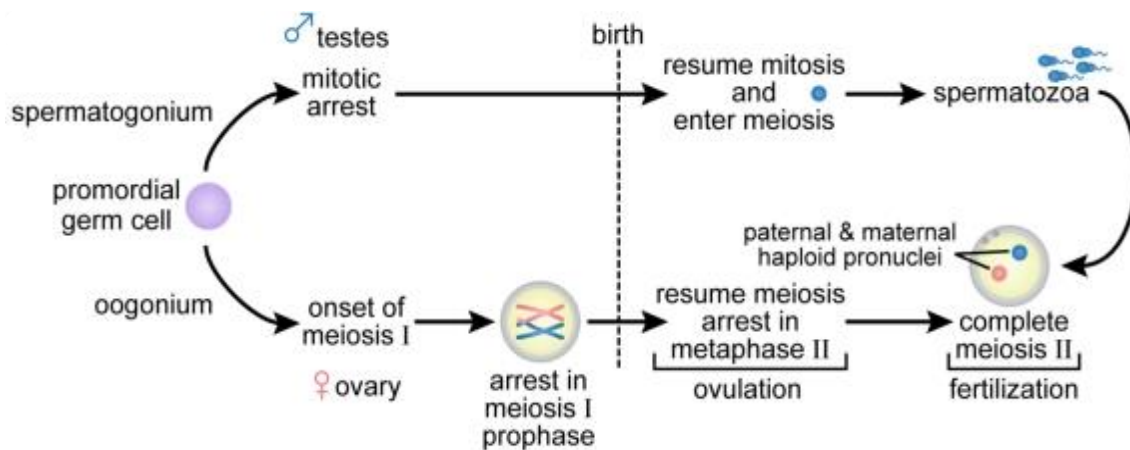 ♂ testes
birth
mitotic
arrest
resume mitosis
and
enter meiosis
spermatozoa
spermatogonium
promordial
germ cell
paternal & maternal
haploid pronuclei
oogonium
onset of
meiosis I
♀ ovary
arrest in
meiosis I
prophase
resume meiosis
arrest in
metaphase II
ovulation
complete
meiosis II
fertilization